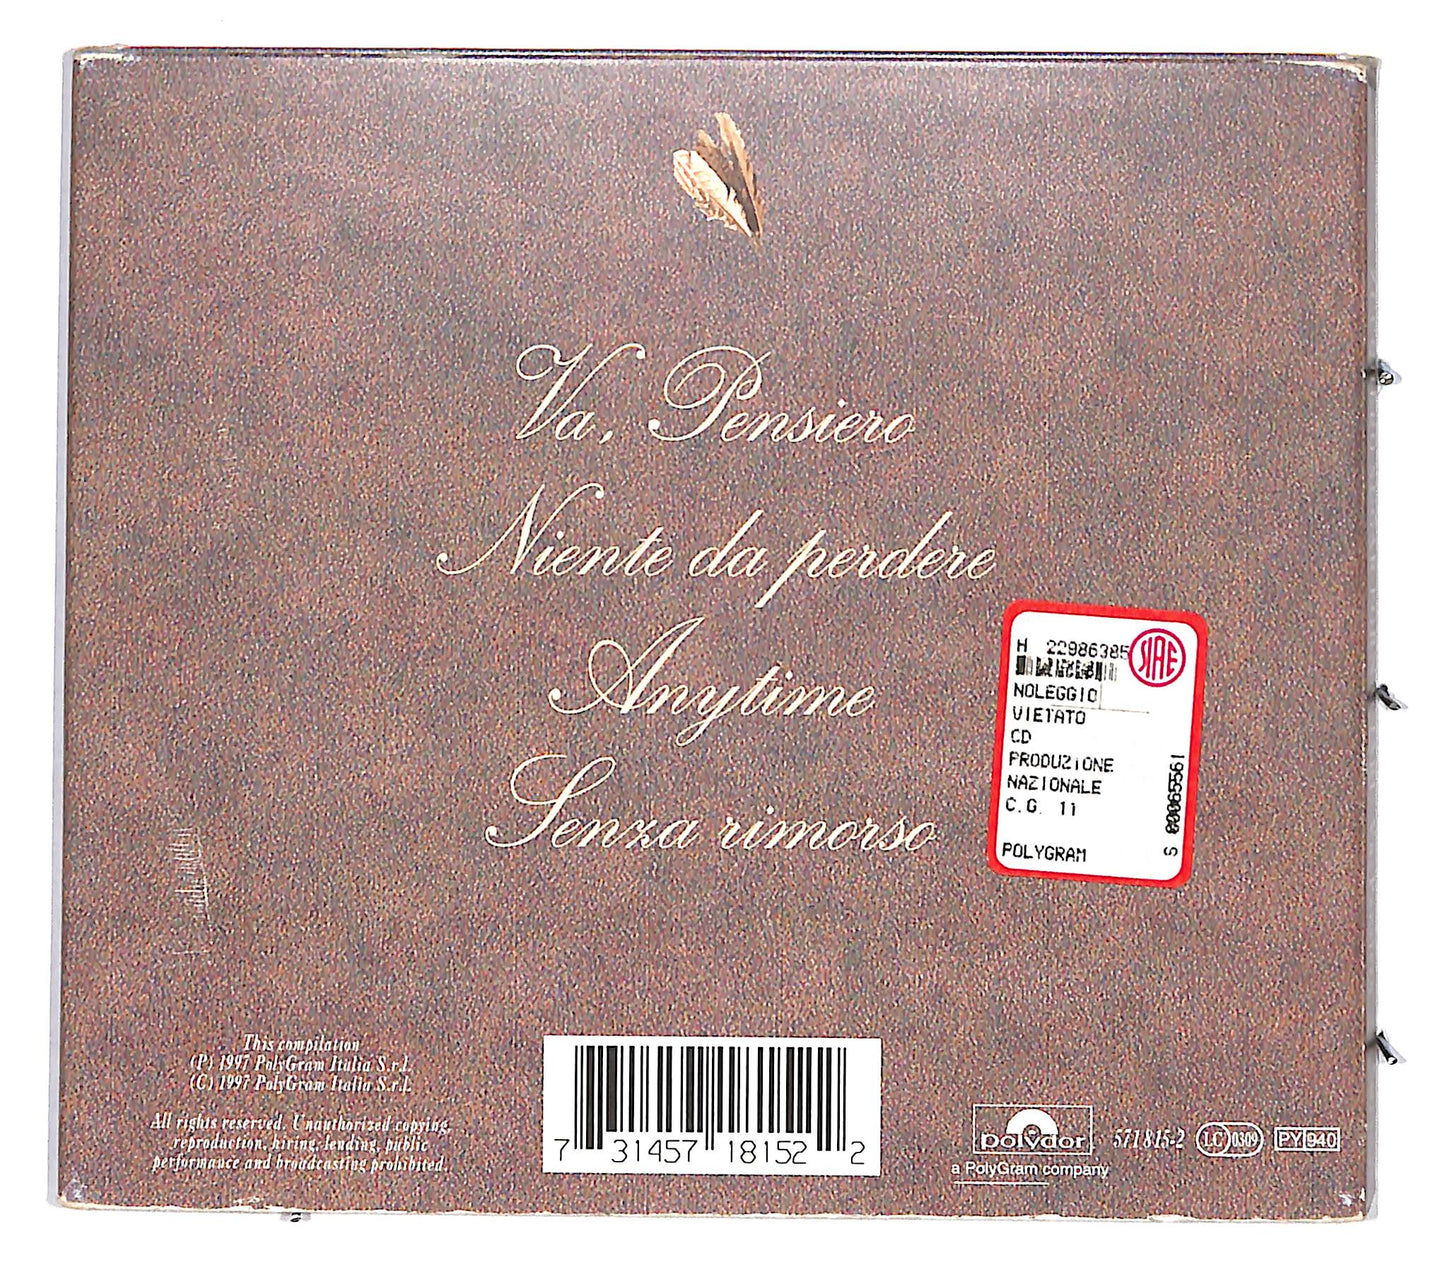 Va, Pensiero
Niente da perdere
Anytime
Senza rimorso
H 22986385
SIAE
NOLEGGIO
VIETATO
CD
PRODUZIONE
NAZIONALE
C.G. 11
POLYGRAM
S 00065561
This compilation
(P) 1997 PolyGram Italia S.r.l.
(C) 1997 PolyGram Italia S.r.l.
All rights reserved. Unauthorized copying,
reproduction, hiring, lending, public
performance and broadcasting prohibited.
7 31457 18152 2
polydor
a PolyGram company
571 815-2
LC 0309
PY 940